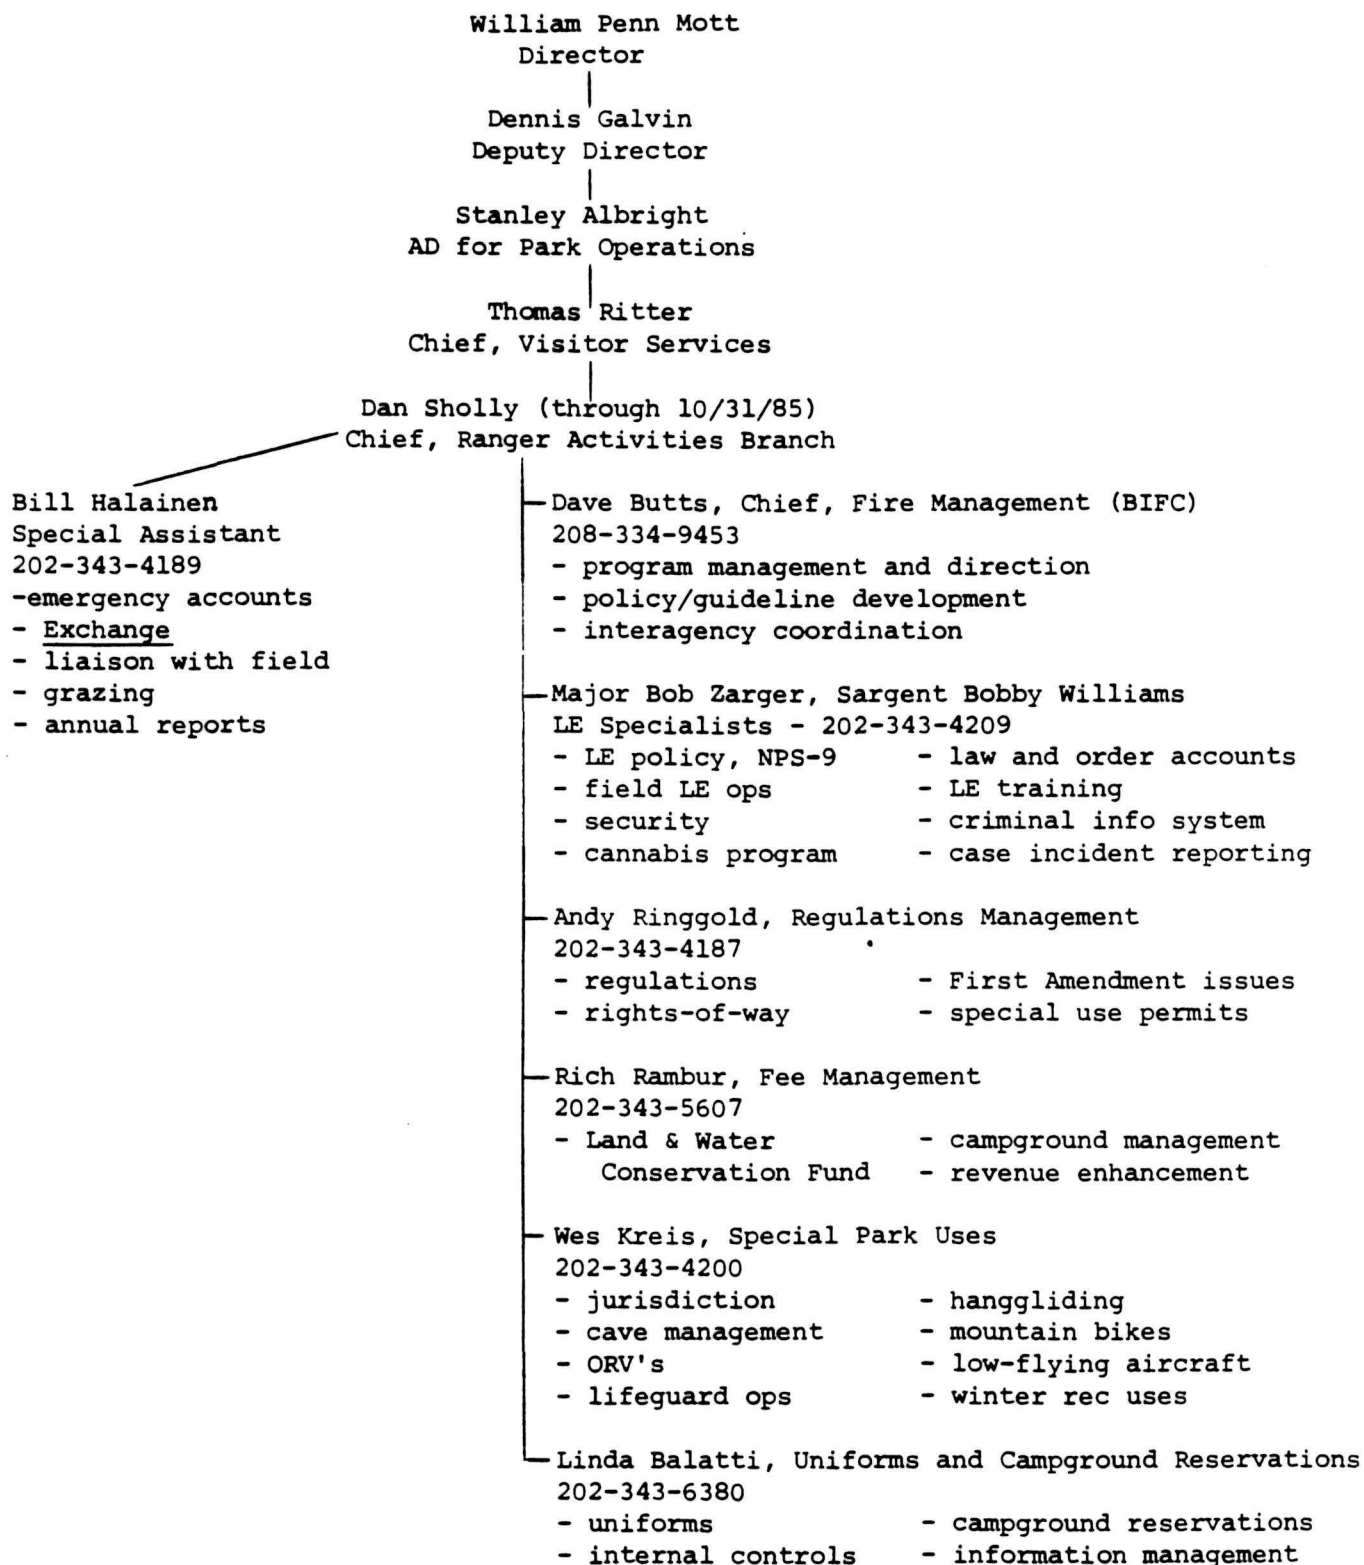 William Penn Mott
Director
Dennis Galvin
Deputy Director
Stanley Albright
AD for Park Operations
Thomas Ritter
Chief, Visitor Services
Dan Sholly (through 10/31/85)
Chief, Ranger Activities Branch
Bill Halainen
Special Assistant
202-343-4189
-emergency accounts
- Exchange
- liaison with field
- grazing
- annual reports
Dave Butts, Chief, Fire Management (BIFC)
208-334-9453
- program management and direction
- policy/guideline development
- interagency coordination
Major Bob Zarger, Sargent Bobby Williams
LE Specialists - 202-343-4209
- LE policy, NPS-9 - law and order accounts
- field LE ops - LE training
- security - criminal info system
- cannabis program - case incident reporting
Andy Ringgold, Regulations Management
202-343-4187
- regulations - First Amendment issues
- rights-of-way - special use permits
Rich Rambur, Fee Management
202-343-5607
- Land & Water - campground management
Conservation Fund - revenue enhancement
Wes Kreis, Special Park Uses
202-343-4200
- jurisdiction - hanggliding
- cave management - mountain bikes
- ORV's - low-flying aircraft
- lifeguard ops - winter rec uses
Linda Balatti, Uniforms and Campground Reservations
202-343-6380
- uniforms - campground reservations
- internal controls - information management